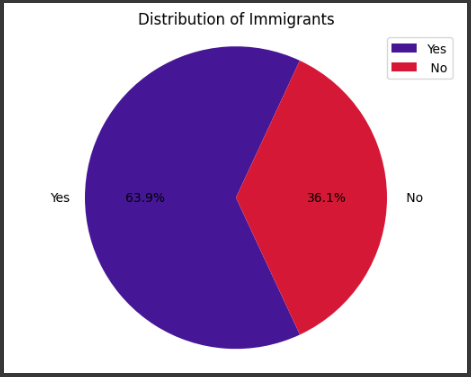 Distribution of Immigrants
Yes
No
Yes
63.9%
36.1%
No